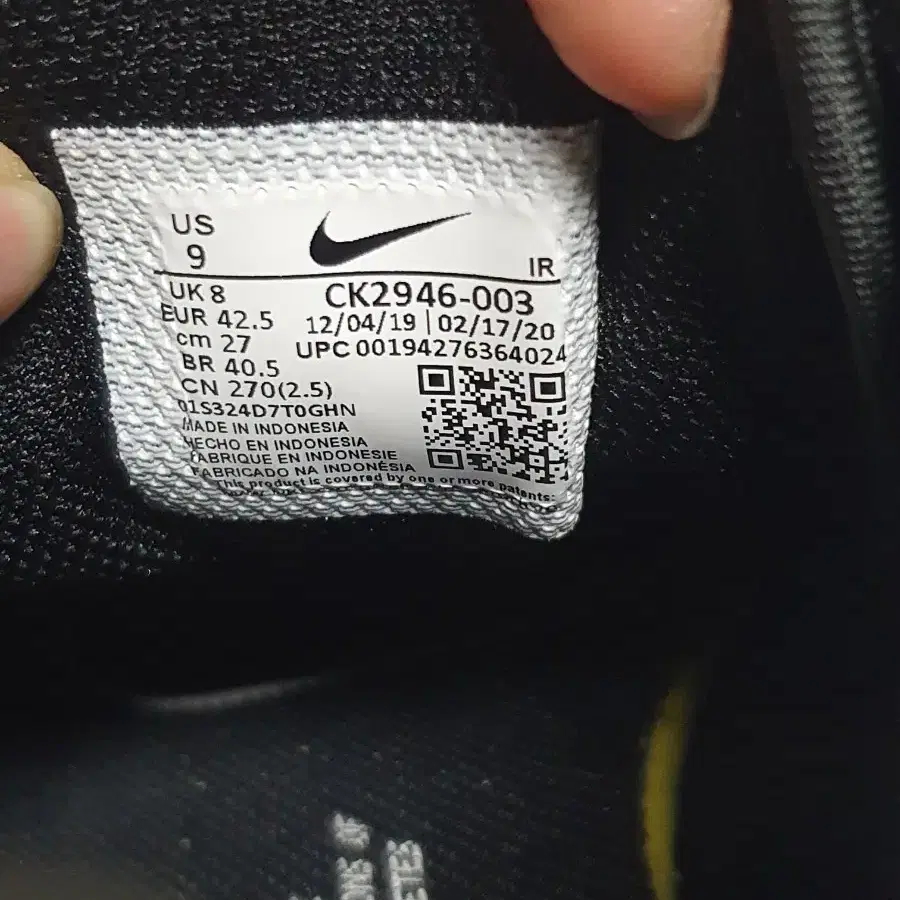 US
9
IR
UK 8
EUR 42.5
cm 27
BR 40.5
CN 270(2.5)
CK2946-003
12/04/19 | 02/17/20
UPC 00194276364024
01S324D7T0GHN
MADE IN INDONESIA
HECHO EN INDONESIA
FABRIQUE EN INDONESIE
FABRICADO NA INDONÉSIA
This product is covered by one or more patents: